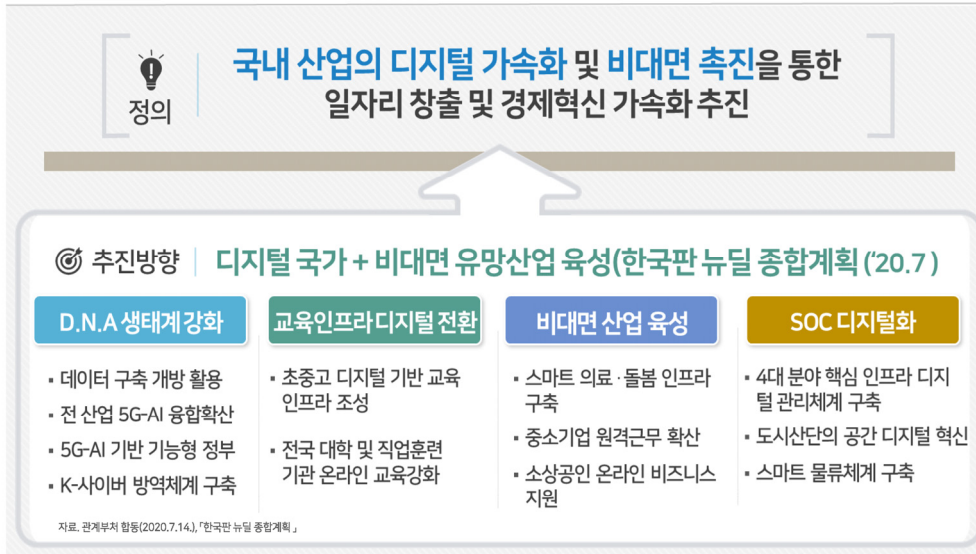 국내 산업의 디지털 가속화 및 비대면 촉진을 통한
일자리 창출 및 경제혁신 가속화 추진
정의
추진방향
디지털 국가 + 비대면 유망산업 육성(한국판 뉴딜 종합계획 ('20.7 )
D.N.A 생태계 강화
▪ 데이터 구축 개방 활용
▪ 전 산업 5G-AI 융합확산
▪ 5G-AI 기반 기능형 정부
▪ K-사이버 방역체계 구축
교육인프라 디지털 전환
▪ 초중고 디지털 기반 교육
인프라 조성
▪ 전국 대학 및 직업훈련
기관 온라인 교육강화
비대면 산업 육성
▪ 스마트 의료·돌봄 인프라
구축
▪ 중소기업 원격근무 확산
▪ 소상공인 온라인 비즈니스
지원
SOC 디지털화
▪ 4대 분야 핵심 인프라 디지
털 관리체계 구축
▪ 도시산단의 공간 디지털 혁신
▪ 스마트 물류체계 구축
자료. 관계부처 합동(2020.7.14.), 「한국판 뉴딜 종합계획」